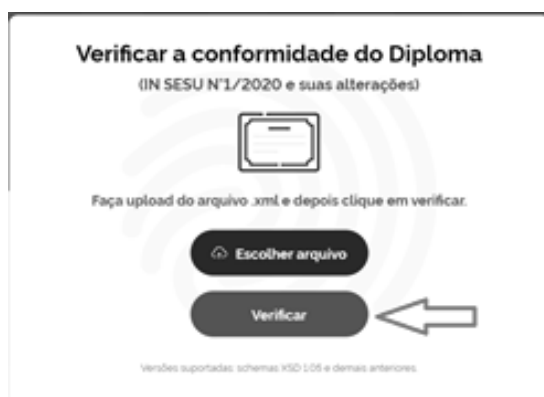 Verificar a conformidade do Diploma
(IN SESU N°1/2020 e suas alterações)
Faça upload do arquivo .xml e depois clique em verificar.
Escolher arquivo
Verificar
Versões suportadas: schemas XSD 1.06 e demais anteriores.